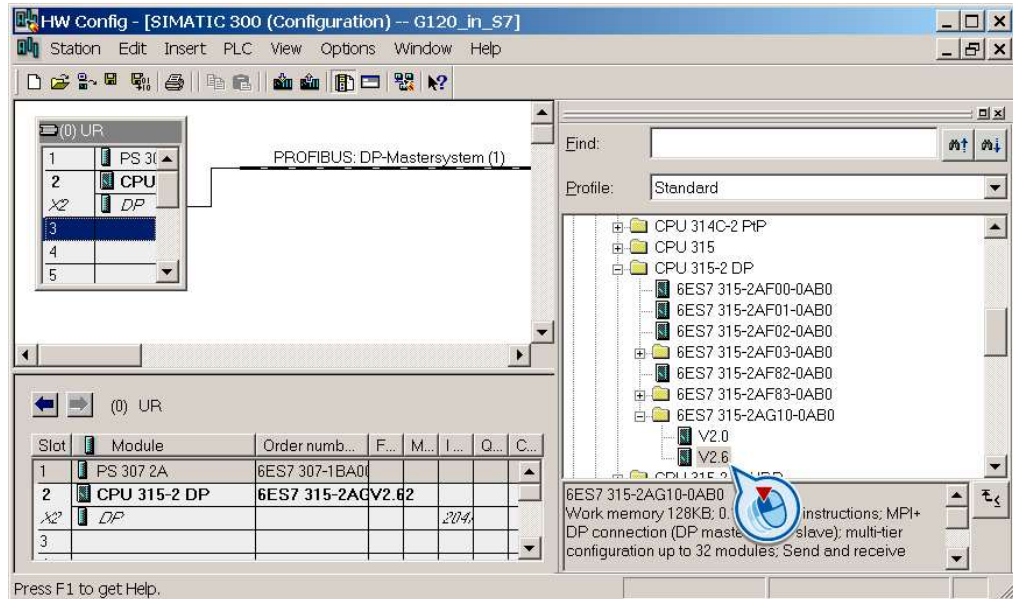 HW Config - [SIMATIC 300 (Configuration) -- G120_in_S7]
Station Edit Insert PLC View Options Window Help
(0) UR
1 PS 30
2 CPU
X2 DP
3
4
5
PROFIBUS: DP-Mastersystem (1)
Find:
Profile: Standard
CPU 314C-2 PtP
CPU 315
CPU 315-2 DP
6ES7 315-2AF00-0AB0
6ES7 315-2AF01-0AB0
6ES7 315-2AF02-0AB0
6ES7 315-2AF03-0AB0
6ES7 315-2AF82-0AB0
6ES7 315-2AF83-0AB0
6ES7 315-2AG10-0AB0
V2.0
V2.6
(0) UR
Slot Module Order numb... F... M... I... Q... C...
1 PS 307 2A 6ES7 307-1BA00
2 CPU 315-2 DP 6ES7 315-2AG V2.6 2
X2 DP 204
3
6ES7 315-2AG10-0AB0
Work memory 128KB; instructions; MPI+
DP connection (DP slave); multi-tier
configuration up to 32 modules; Send and receive
Press F1 to get Help.